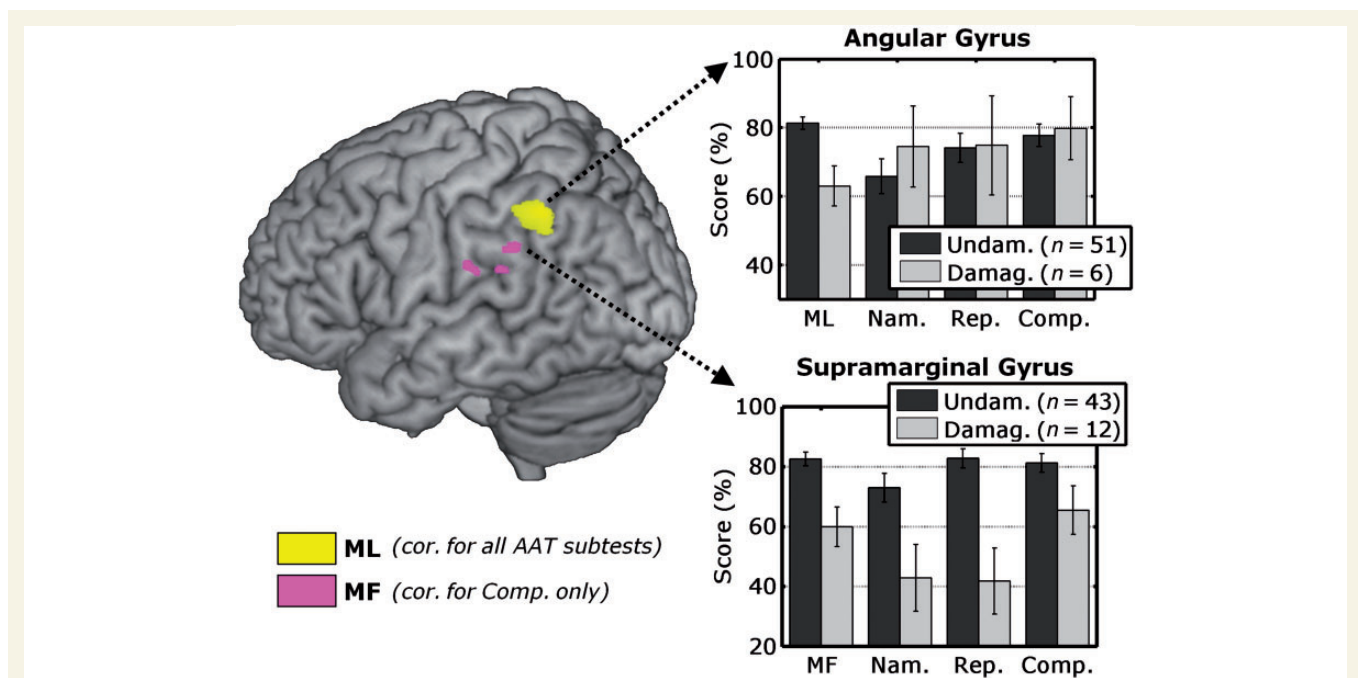 Angular Gyrus
100
80
60
40
Score (%)
Undam. (n = 51)
Damag. (n = 6)
ML Nam. Rep. Comp.
Supramarginal Gyrus
100
80
60
40
20
Score (%)
Undam. (n = 43)
Damag. (n = 12)
MF Nam. Rep. Comp.
ML (cor. for all AAT subtests)
MF (cor. for Comp. only)